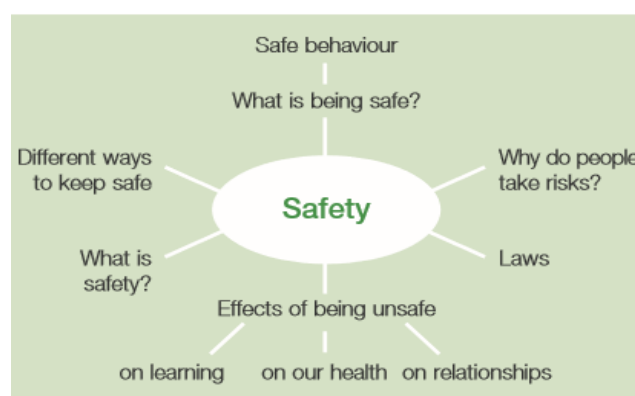 Safe behaviour
What is being safe?
Different ways
to keep safe
Why do people
take risks?
Safety
What is
safety?
Laws
Effects of being unsafe
on learning
on our health
on relationships